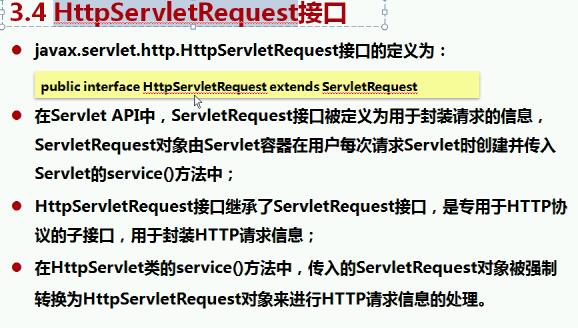 3.4 HttpServletRequest接口
javax.servlet.http.HttpServletRequest接口的定义为：
public interface HttpServletRequest extends ServletRequest
在Servlet API中，ServletRequest接口被定义为用于封装请求的信息，
ServletRequest对象由Servlet容器在用户每次请求Servlet时创建并传入
Servlet的service()方法中；
HttpServletRequest接口继承了ServletRequest接口，是专用于HTTP协
议的子接口，用于封装HTTP请求信息；
在HttpServlet类的service()方法中，传入的ServletRequest对象被强制
转换为HttpServletRequest对象来进行HTTP请求信息的处理。